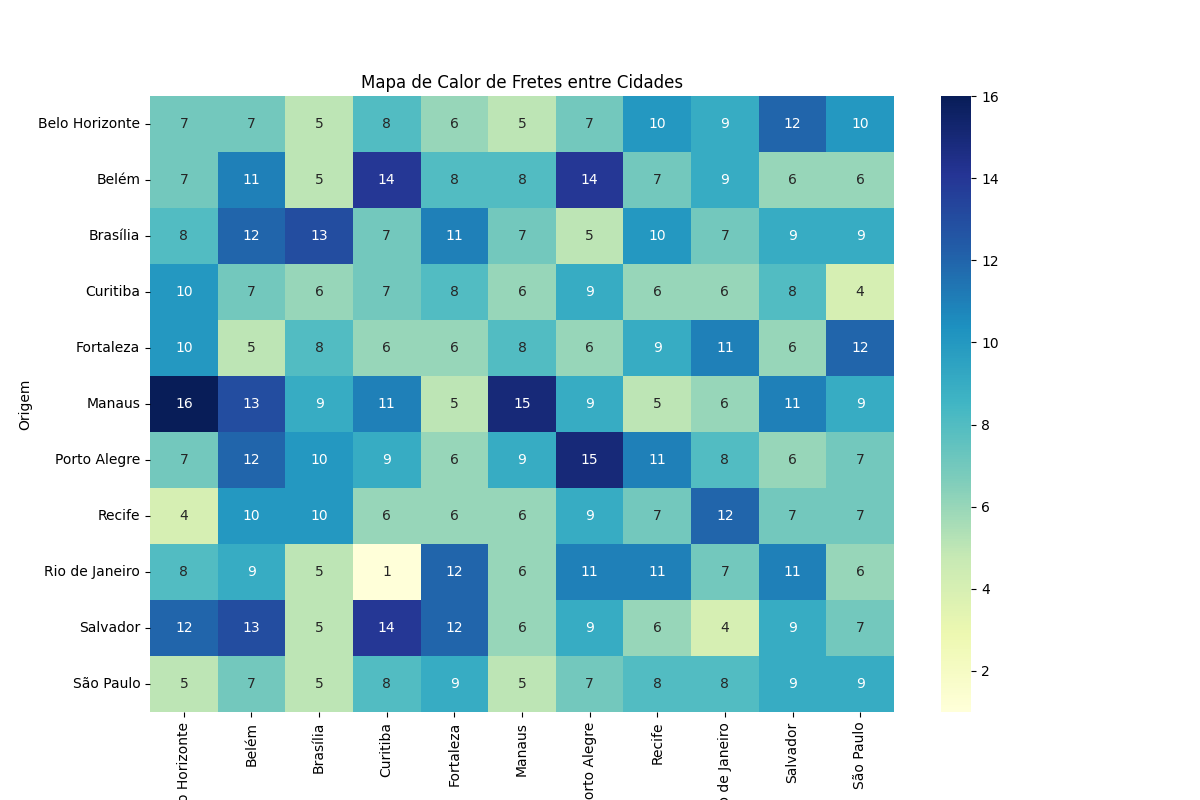 Mapa de Calor de Fretes entre Cidades
Origem
Belo Horizonte 7 7 5 8 6 5 7 10 9 12 10
Belém 7 11 5 14 8 8 14 7 9 6 6
Brasília 8 12 13 7 11 7 5 10 7 9 9
Curitiba 10 7 6 7 8 6 9 6 6 8 4
Fortaleza 10 5 8 6 6 8 6 9 11 6 12
Manaus 16 13 9 11 5 15 9 5 6 11 9
Porto Alegre 7 12 10 9 6 9 15 11 8 6 7
Recife 4 10 10 6 6 6 9 7 12 7 7
Rio de Janeiro 8 9 5 1 12 6 11 11 7 11 6
Salvador 12 13 5 14 12 6 9 6 4 9 7
São Paulo 5 7 5 8 9 5 7 8 8 9 9
Horizonte
Belém
Brasília
Curitiba
Fortaleza
Manaus
orto Alegre
Recife
de Janeiro
Salvador
São Paulo
16
14
12
10
8
6
4
2